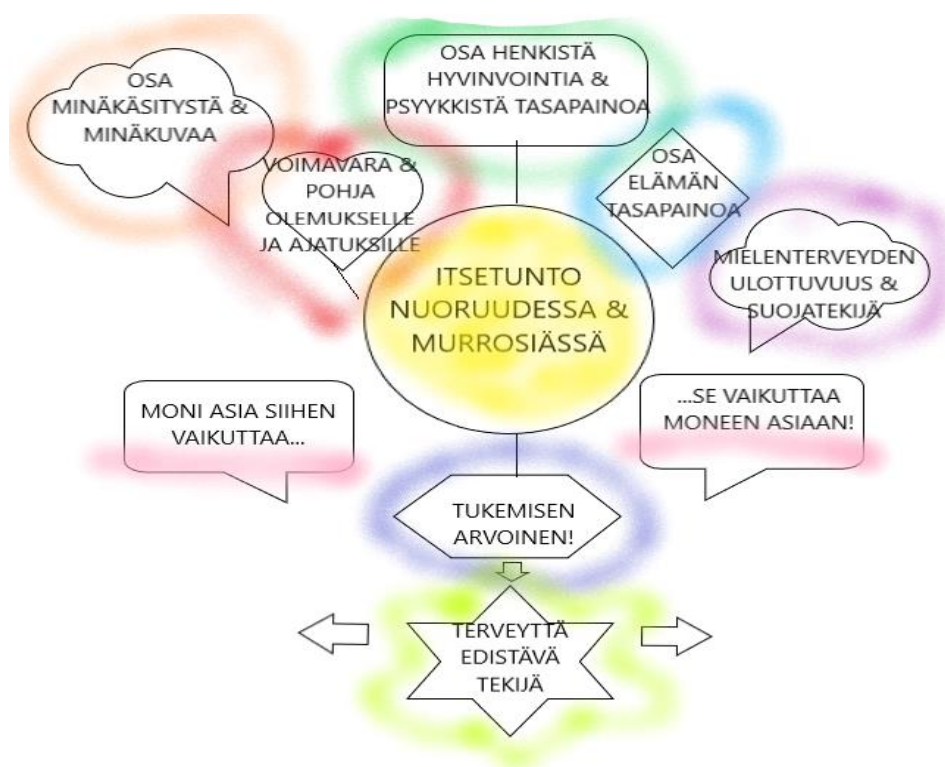 OSA
MINÄKÄSITYSTÄ &
MINÄKUVAA
OSA HENKISTÄ
HYVINVOINTIA &
PSYYKKISTÄ TASAPAINOA
VOIMAVARA &
POHJA
OLEMUKSELLE
JA AJATUKSILLE
OSA
ELÄMÄN
TASAPAINOA
MIELENTERVEYDEN
ULOTTUVUUS &
SUOJATEKIJÄ
ITSETUNTO
NUORUUDESSA &
MURROSIÄSSÄ
MONI ASIA SIIHEN
VAIKUTTAA...
...SE VAIKUTTAA
MONEEN ASIAAN!
TUKEMISEN
ARVOINEN!
TERVEYTTÄ
EDISTÄVÄ
TEKIJÄ